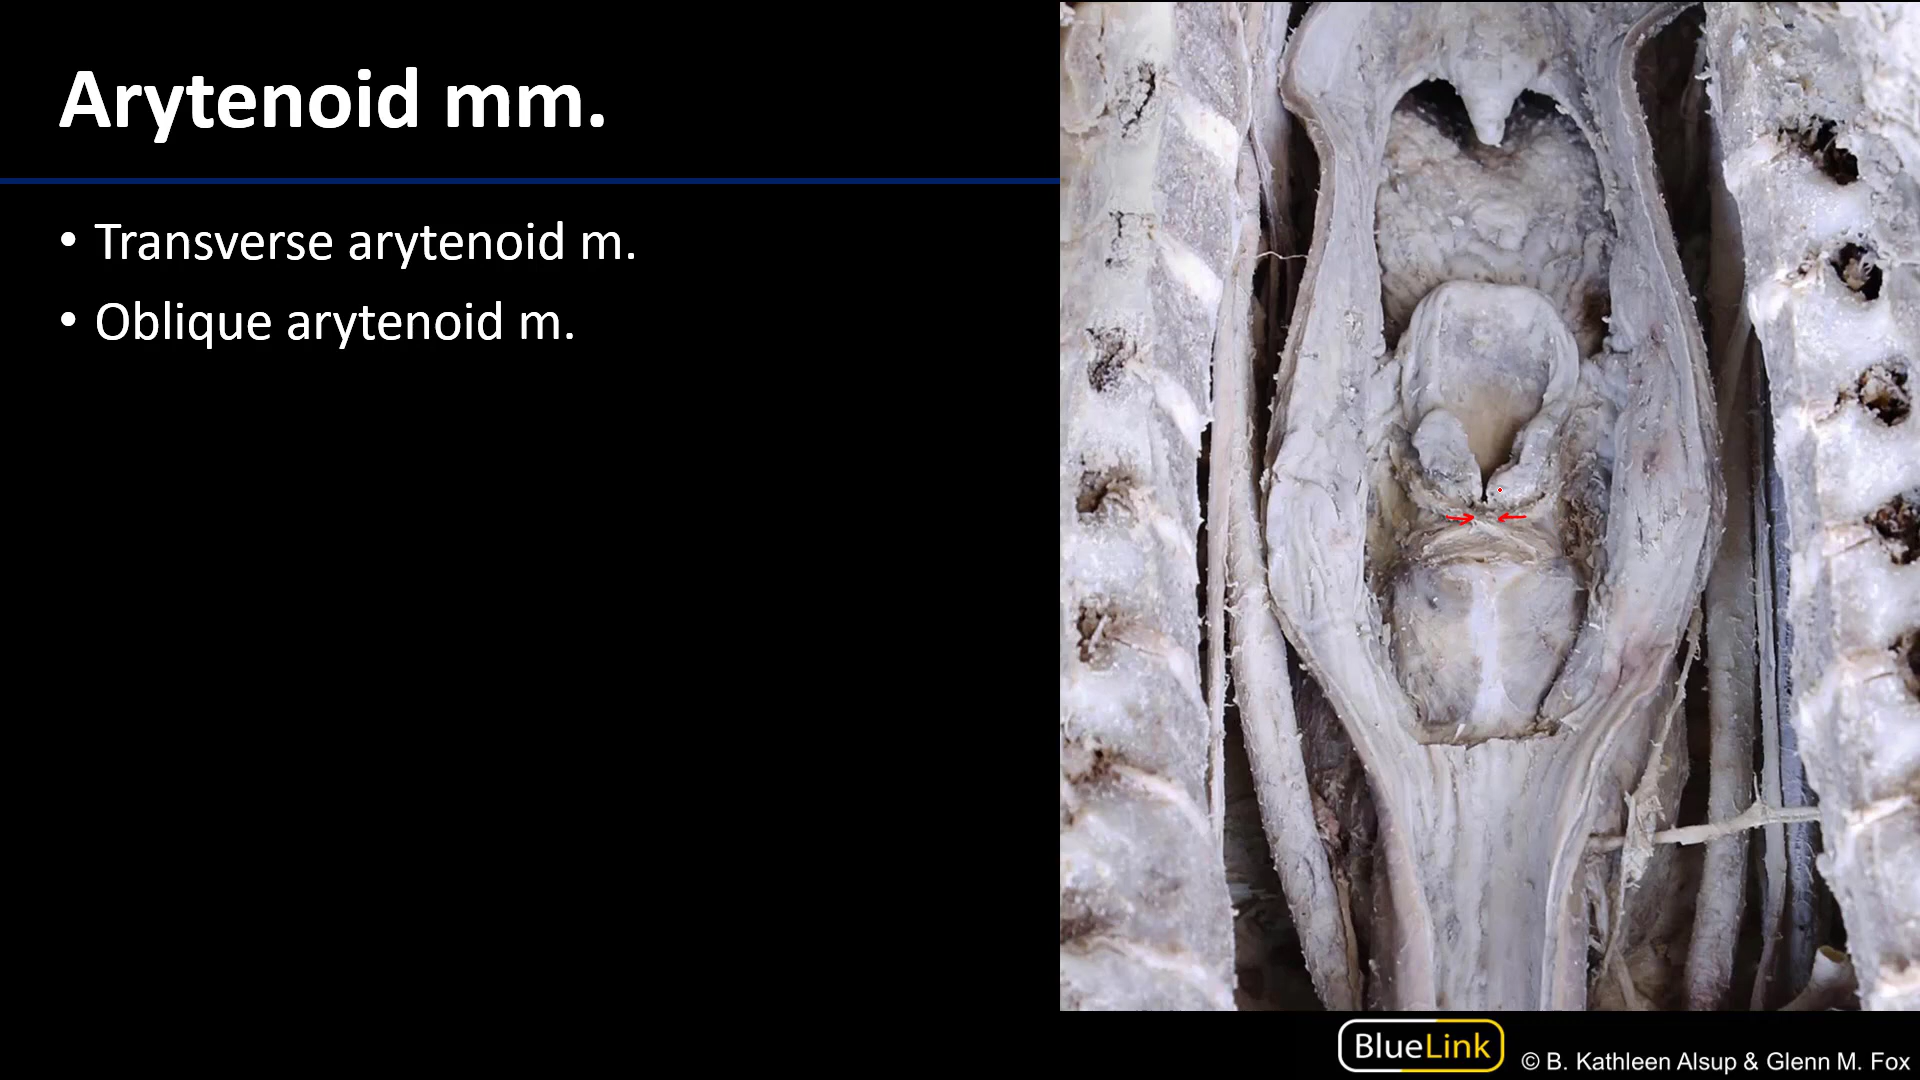 Arytenoid mm.
• Transverse arytenoid m.
• Oblique arytenoid m.
BlueLink
© B. Kathleen Alsup & Glenn M. Fox